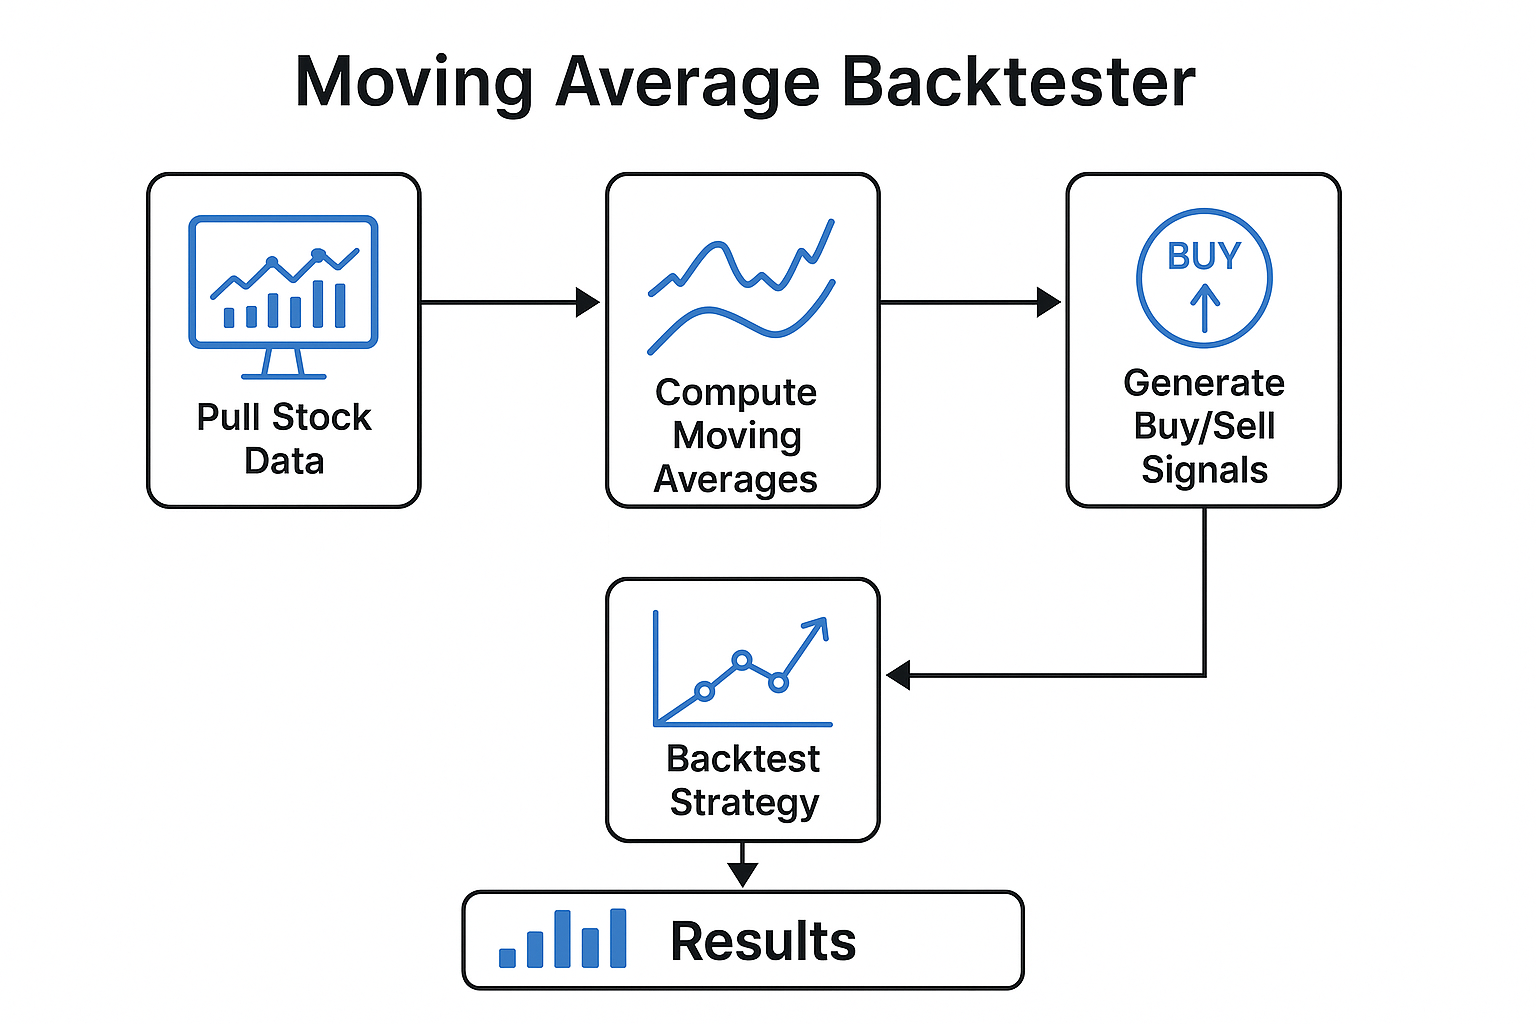 Moving Average Backtester
Pull Stock
Data
Compute
Moving
Averages
BUY
Generate
Buy/Sell
Signals
Backtest
Strategy
Results